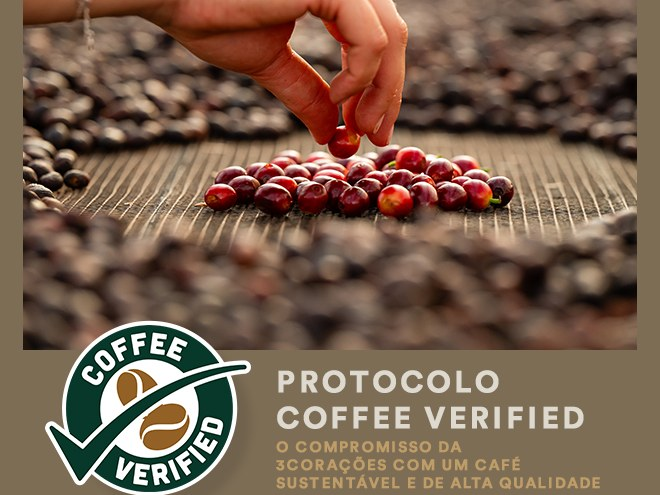 COFFEE
VERIFIED
PROTOCOLO
COFFEE VERIFIED
O COMPROMISSO DA
3CORAÇÕES COM UM CAFÉ
SUSTENTÁVEL E DE ALTA QUALIDADE